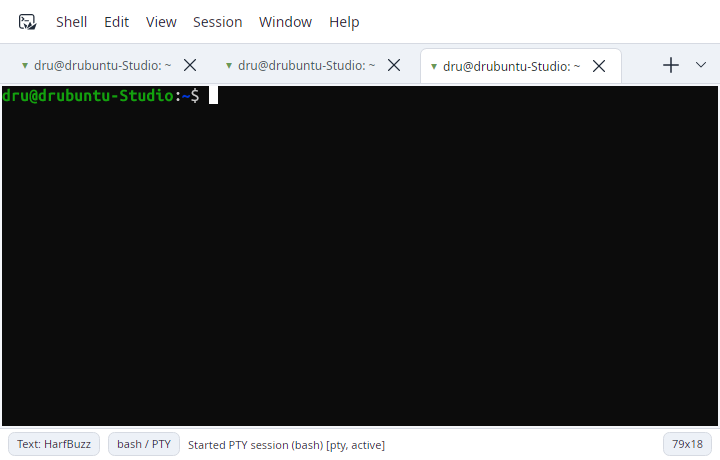 Shell Edit View Session Window Help
▾ dru@drubuntu-Studio: ~ ▾ dru@drubuntu-Studio: ~ ▾ dru@drubuntu-Studio: ~
dru@drubuntu-Studio:~$
Text: HarfBuzz bash / PTY Started PTY session (bash) [pty, active] 79x18